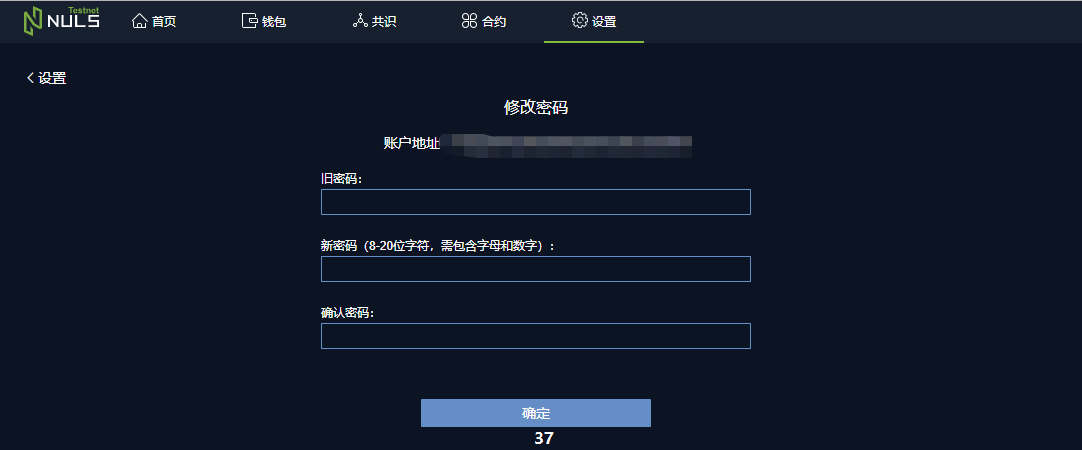 Testnet
NULS
首页
钱包
共识
合约
设置
设置
修改密码
账户地址
旧密码：
新密码（8-20位字符，需包含字母和数字）：
确认密码：
确定
37